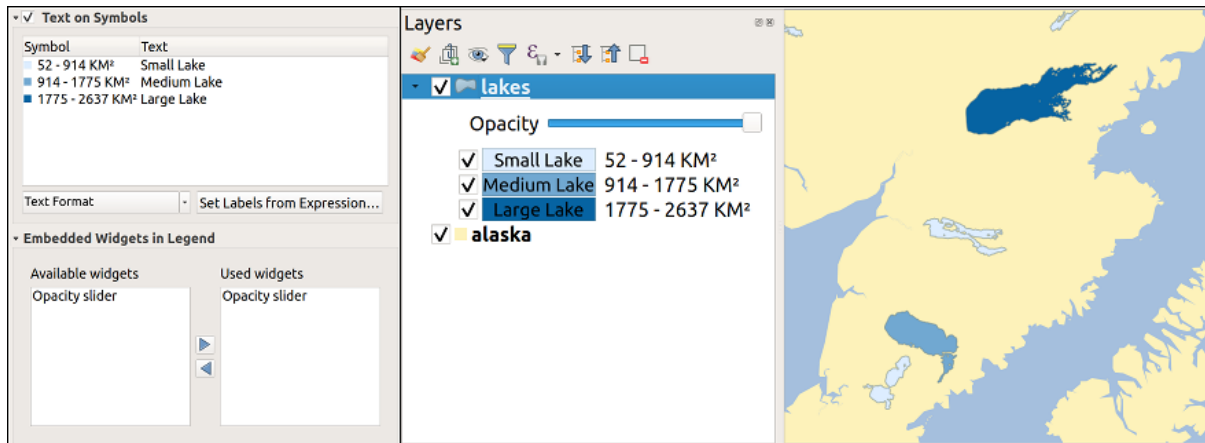 Text on Symbols
Symbol Text
52 - 914 KM² Small Lake
914 - 1775 KM² Medium Lake
1775 - 2637 KM² Large Lake
Text Format
Set Labels from Expression...
Embedded Widgets in Legend
Available widgets
Opacity slider
Used widgets
Opacity slider
Layers
lakes
Opacity
Small Lake 52 - 914 KM²
Medium Lake 914 - 1775 KM²
Large Lake 1775 - 2637 KM²
alaska